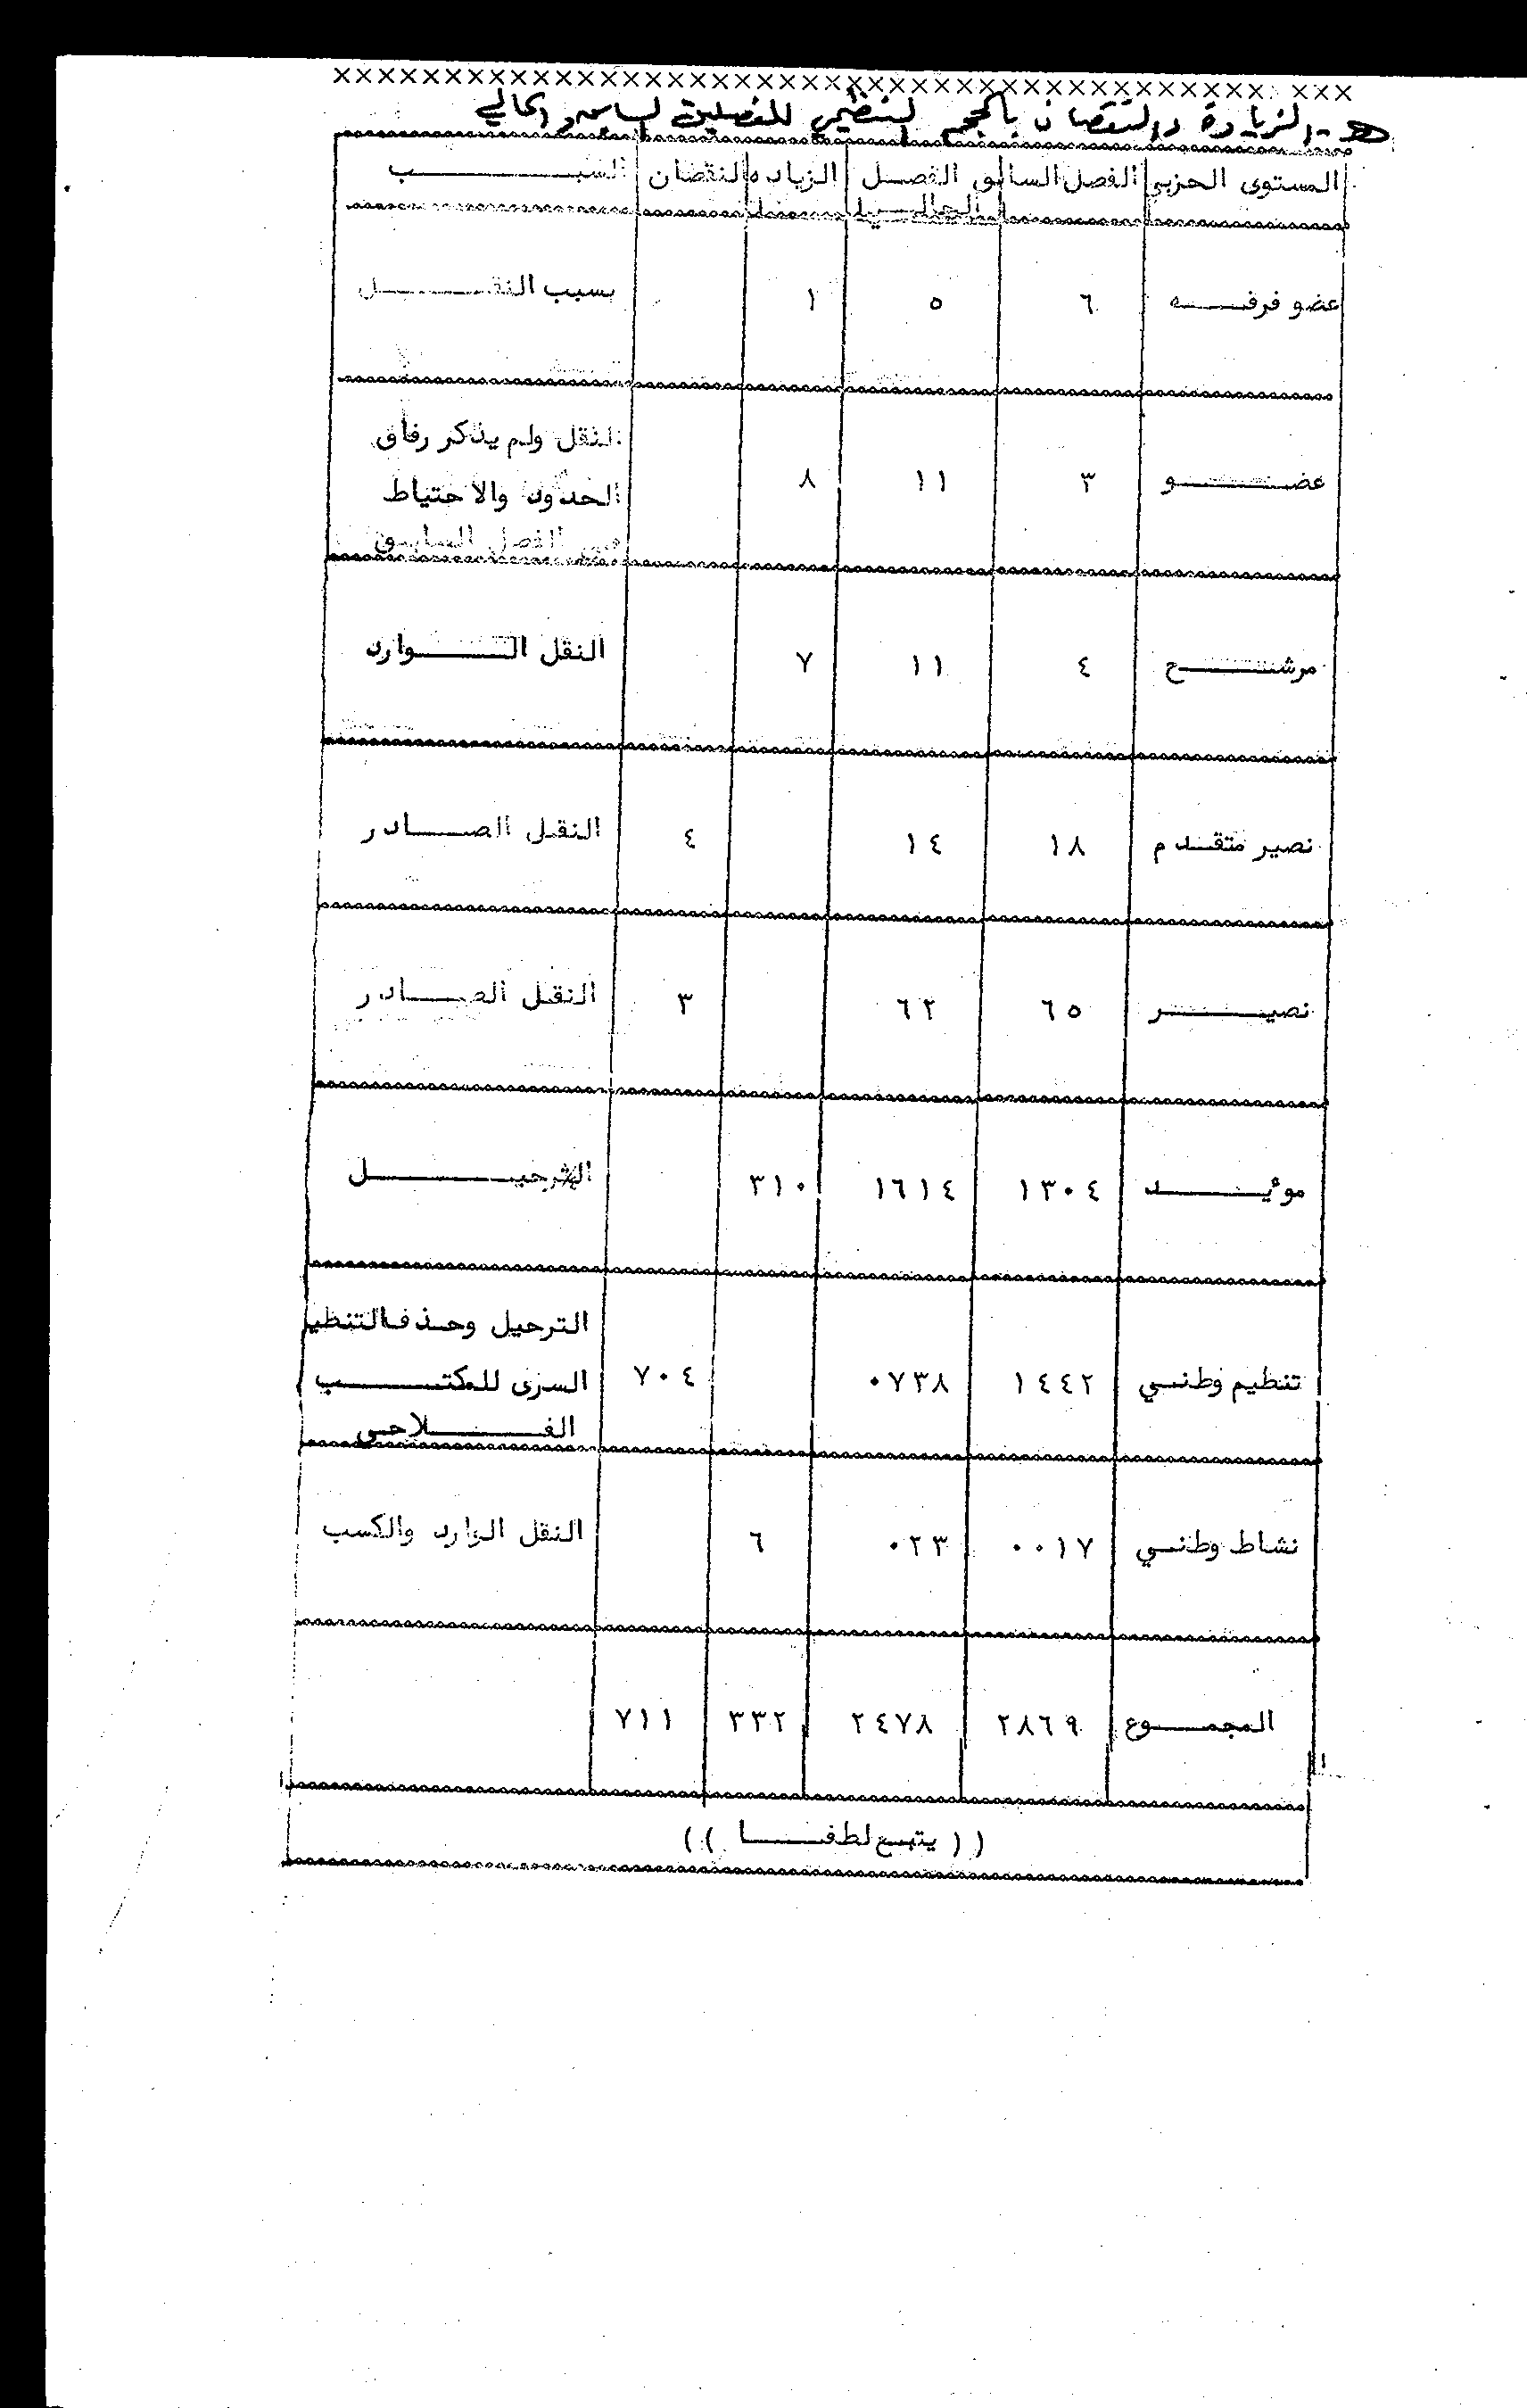 ××××××××××××××××××××××××××××××××××××××××××××
هـ - الزيادة والنقصان بالحجم التنظيمي للفصلين السابق والحالي
المستوى الحزبي الفصل السابق الفصل الحالي الزياده النقصان السبب
عضو فرقه ٦ ٥ ١ بسبب النقل
عضو ٣ ١١ ٨ النقل ولم يذكر رفاق
الحدود والاحتياط
الفصل السابق
مرشح ٤ ١١ ٧ النقل الوارد
نصير متقدم ١٨ ١٤ ٤ النقل الصادر
نصير ٦٥ ٦٢ ٣ النقل الصادر
موئيد ١٣٠٤ ١٦١٤ ٣١٠ الترحيل
تنظيم وطني ١٤٤٢ ٠٧٣٨ ٧٠٤ الترحيل وحذف التنظيم
السرى للمكتب
الفلاحي
نشاط وطني ٠٠١٧ ٠٢٣ ٦ النقل الوارد والكسب
المجموع ٢٨٦٩ ٢٤٧٨ ٣٣٢ ٧١١
(( يتبع لطفا ))